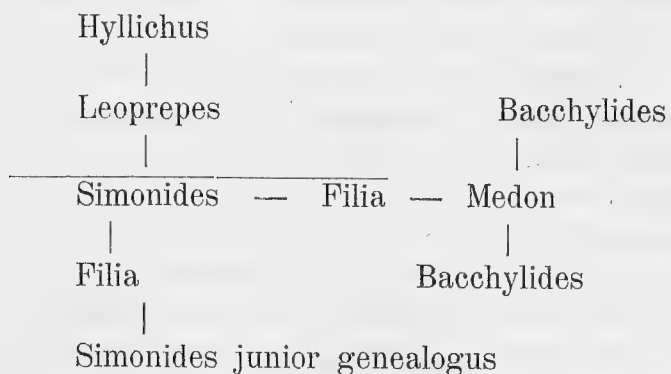 Hyllichus
|
Leoprepes Bacchylides
| |
Simonides — Filia — Medon
| |
Filia Bacchylides
|
Simonides junior genealogus